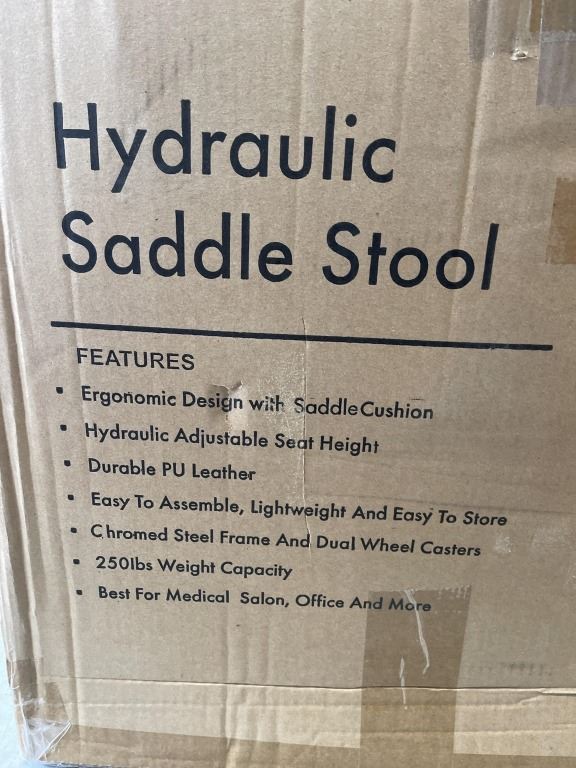 Hydraulic
Saddle Stool
FEATURES
▪ Ergonomic Design with SaddleCushion
▪ Hydraulic Adjustable Seat Height
▪ Durable PU Leather
▪ Easy To Assemble, Lightweight And Easy To Store
▪ Chromed Steel Frame And Dual Wheel Casters
▪ 250lbs Weight Capacity
▪ Best For Medical Salon, Office And More